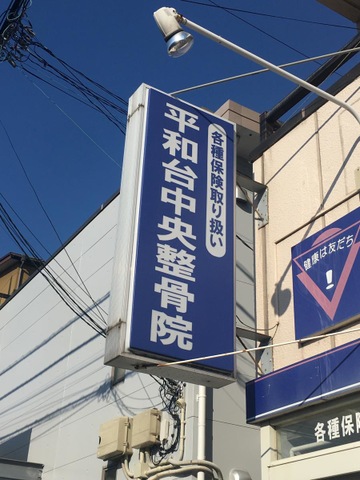 各種保険取り扱い
平和台中央整骨院
健康は友だち
!
各種保険